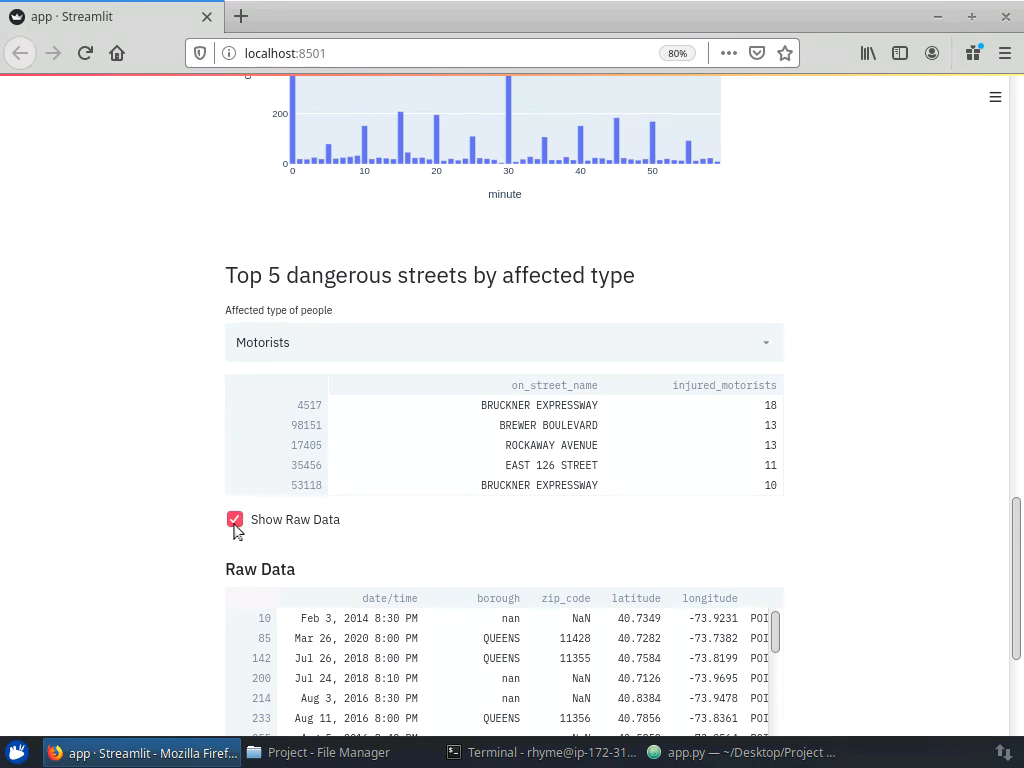 app · Streamlit
localhost:8501
80%
200
0
0 10 20 30 40 50
minute
Top 5 dangerous streets by affected type
Affected type of people
Motorists
on_street_name injured_motorists
4517 BRUCKNER EXPRESSWAY 18
98151 BREWER BOULEVARD 13
17405 ROCKAWAY AVENUE 13
35456 EAST 126 STREET 11
53118 BRUCKNER EXPRESSWAY 10
Show Raw Data
Raw Data
date/time borough zip_code latitude longitude
10 Feb 3, 2014 8:30 PM nan NaN 40.7349 -73.9231 POI
85 Mar 26, 2020 8:00 PM QUEENS 11428 40.7282 -73.7382 POI
142 Jul 26, 2018 8:00 PM QUEENS 11355 40.7584 -73.8199 POI
200 Jul 24, 2018 8:10 PM nan NaN 40.7126 -73.9695 POI
214 Aug 3, 2016 8:30 PM nan NaN 40.8384 -73.9478 POI
233 Aug 11, 2016 8:00 PM QUEENS 11356 40.7856 -73.8361 POI
app · Streamlit - Mozilla Firef... Project - File Manager Terminal - rhyme@ip-172-31... app.py — ~/Desktop/Project ...